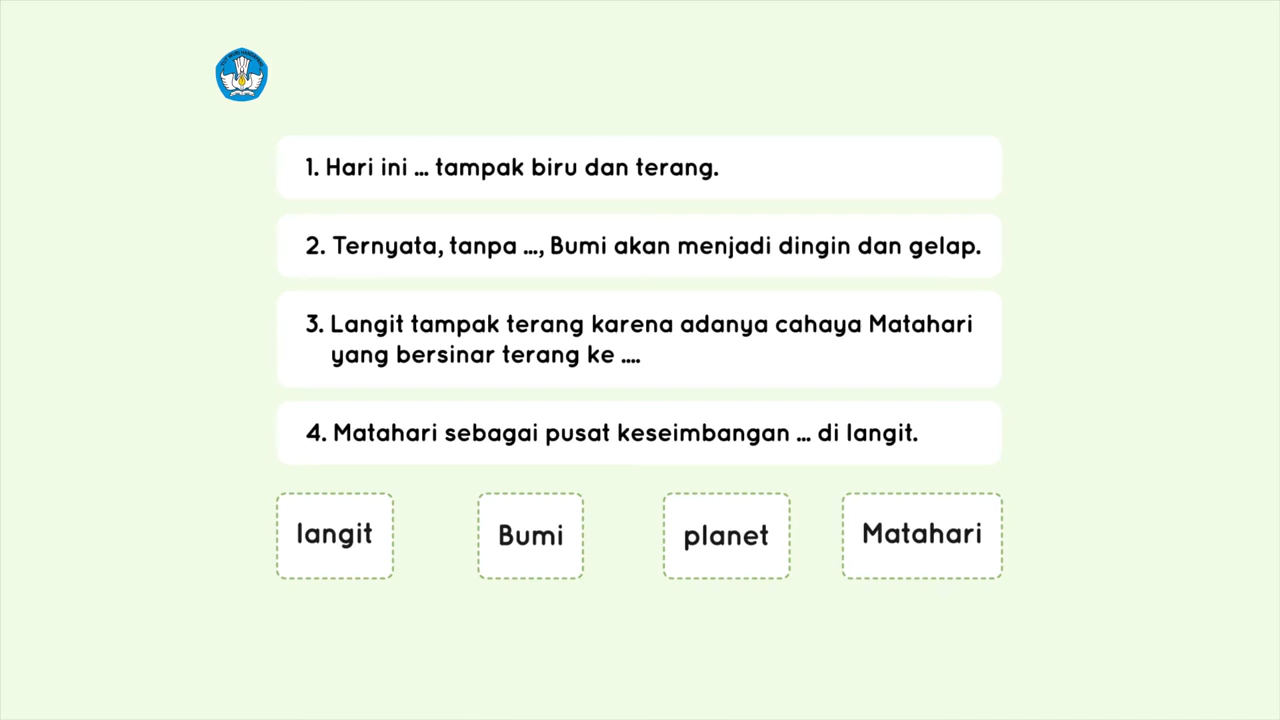 1. Hari ini ... tampak biru dan terang.
2. Ternyata, tanpa ..., Bumi akan menjadi dingin dan gelap.
3. Langit tampak terang karena adanya cahaya Matahari
yang bersinar terang ke ....
4. Matahari sebagai pusat keseimbangan ... di langit.
langit
Bumi
planet
Matahari